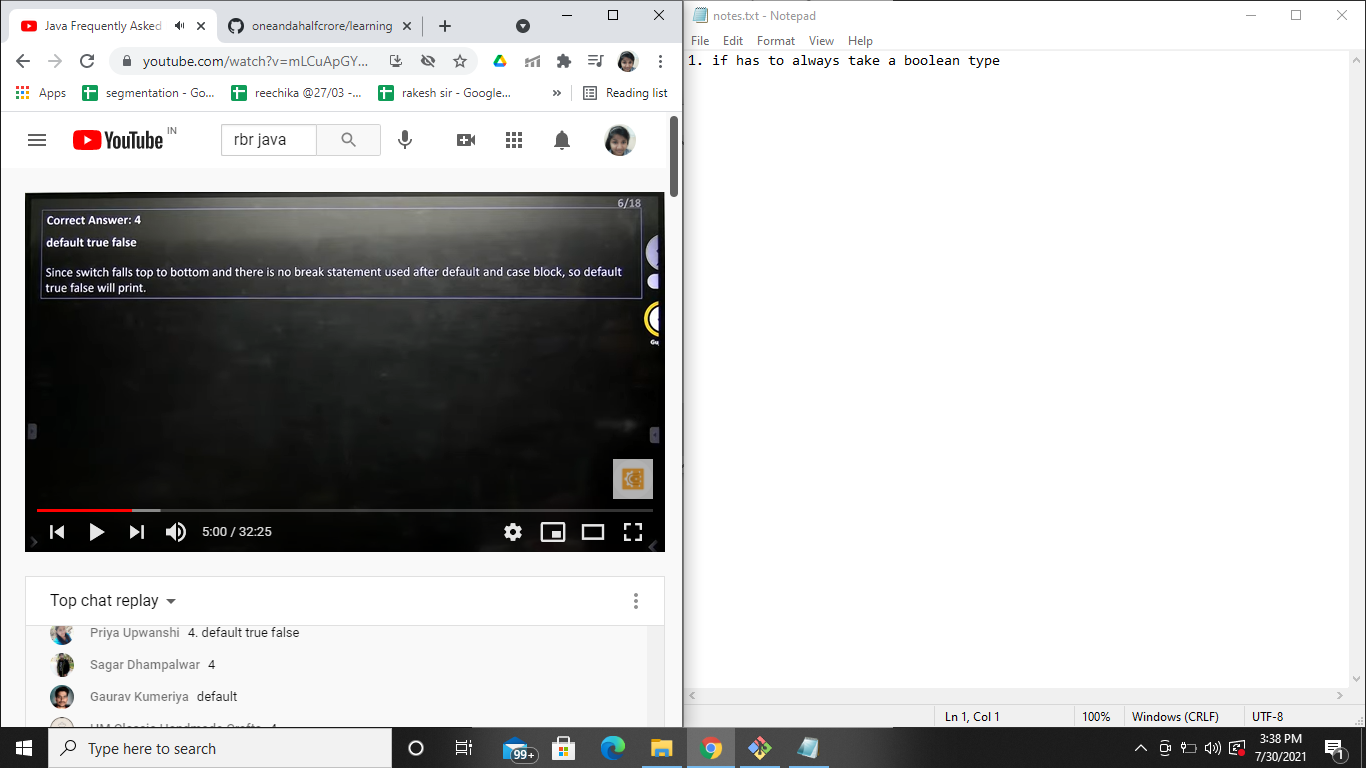 Java Frequently Asked
oneandahalfcrore/learning
youtube.com/watch?v=mLCuApGY...
Apps
segmentation - Go...
reechika @27/03 -...
rakesh sir - Google...
»
Reading list
YouTube IN
rbr java
6/18
Correct Answer: 4
default true false
Since switch falls top to bottom and there is no break statement used after default and case block, so default
true false will print.
5:00 / 32:25
Top chat replay
Priya Upwanshi 4. default true false
Sagar Dhampalwar 4
Gaurav Kumeriya default
notes.txt - Notepad
File Edit Format View Help
1. if has to always take a boolean type
Ln 1, Col 1
100%
Windows (CRLF)
UTF-8
Type here to search
99+
3:38 PM
7/30/2021
1